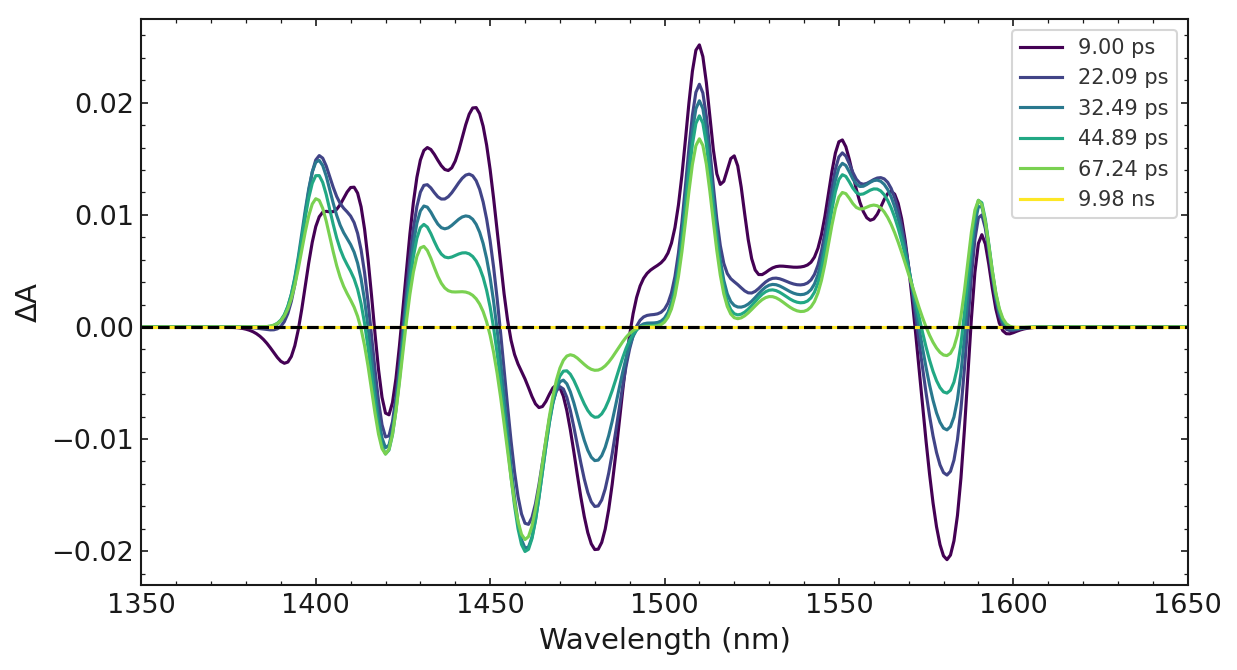 9.00 ps
22.09 ps
32.49 ps
44.89 ps
67.24 ps
9.98 ns
0.02
0.01
0.00
−0.01
−0.02
ΔA
1350 1400 1450 1500 1550 1600 1650
Wavelength (nm)